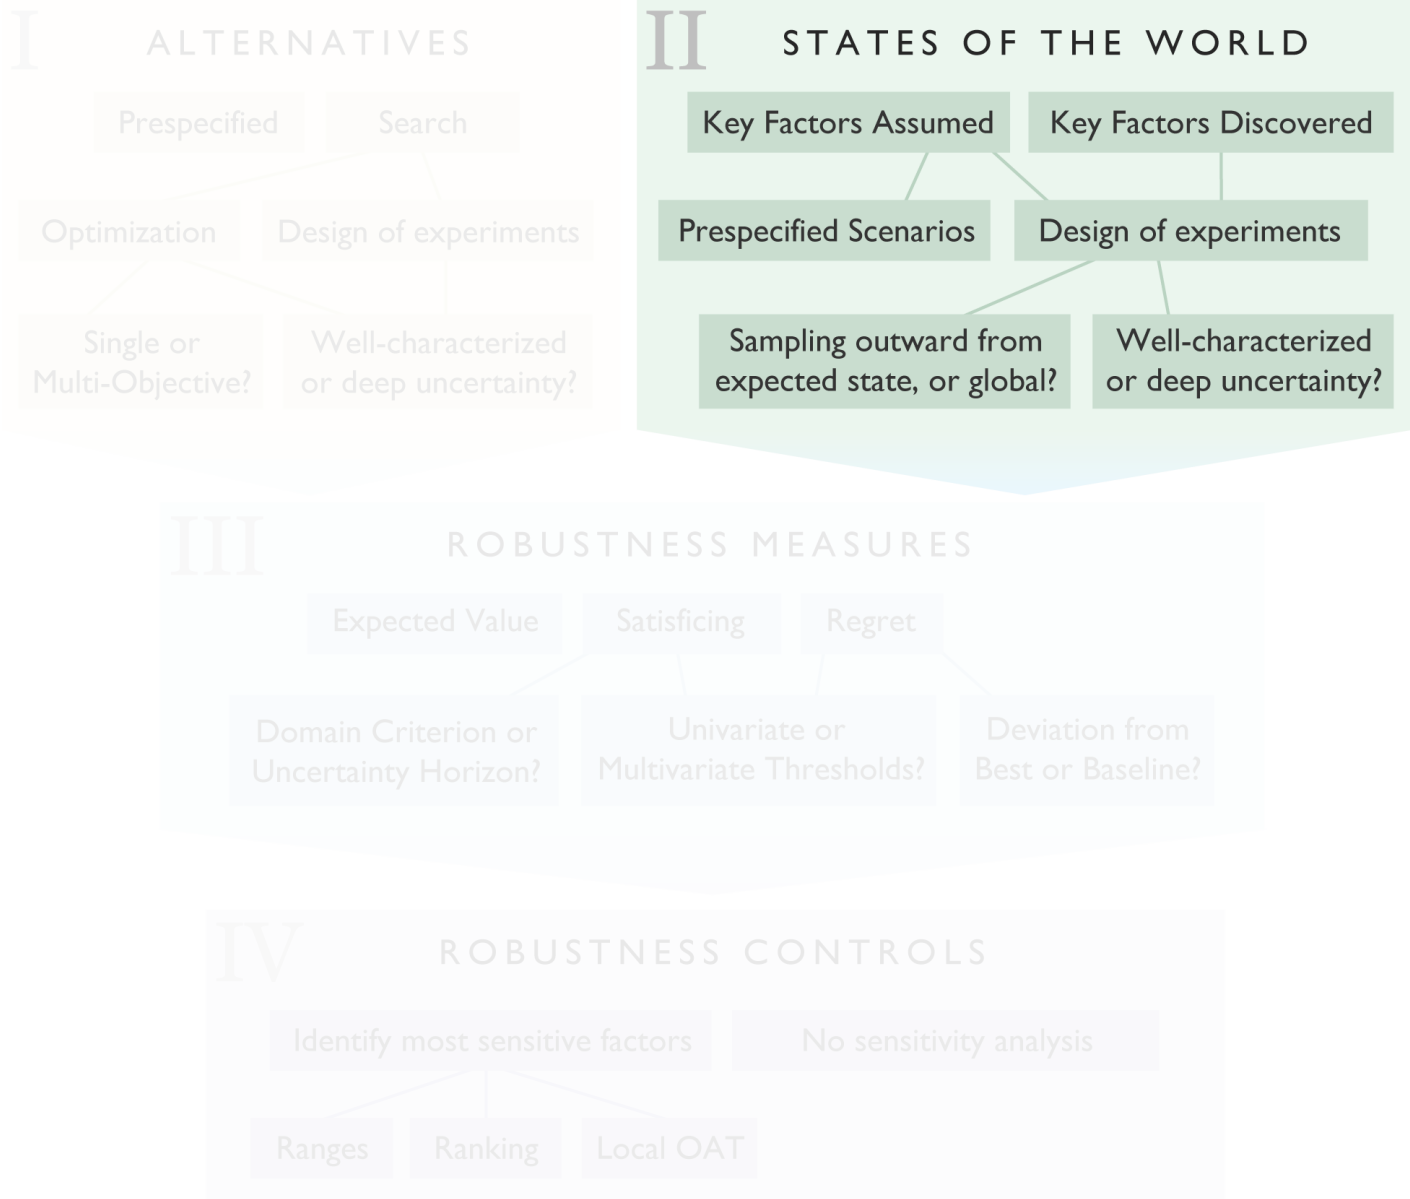 I
ALTERNATIVES
Prespecified
Search
Optimization
Design of experiments
Single or
Multi-Objective?
Well-characterized
or deep uncertainty?
II
STATES OF THE WORLD
Key Factors Assumed
Key Factors Discovered
Prespecified Scenarios
Design of experiments
Sampling outward from
expected state, or global?
Well-characterized
or deep uncertainty?
III
ROBUSTNESS MEASURES
Expected Value
Satisficing
Regret
Domain Criterion or
Uncertainty Horizon?
Univariate or
Multivariate Thresholds?
Deviation from
Best or Baseline?
IV
ROBUSTNESS CONTROLS
Identify most sensitive factors
No sensitivity analysis
Ranges
Ranking
Local OAT